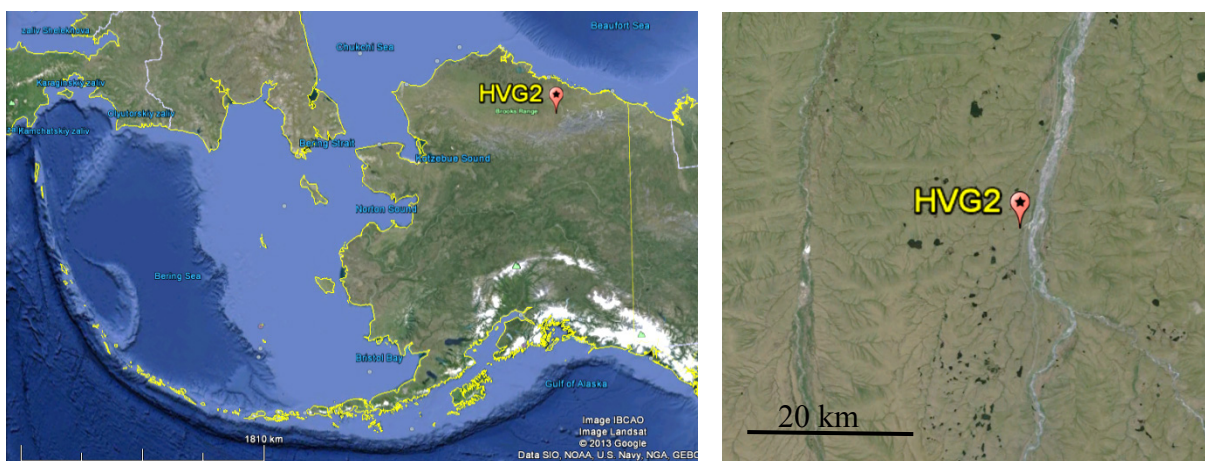 zaliv Shelekhova
Beaufort Sea
Chukchi Sea
Karaginskiy zaliv
HVG2
Brooks Range
Olyutorskiy zaliv
Kamchatskiy zaliv
Bering Strait
Kotzebue Sound
Norton Sound
Bering Sea
Bristol Bay
Gulf of Alaska
Image IBCAO
Image Landsat
© 2013 Google
1810 km
Data SIO, NOAA, U.S. Navy, NGA, GEBC
HVG2
20 km